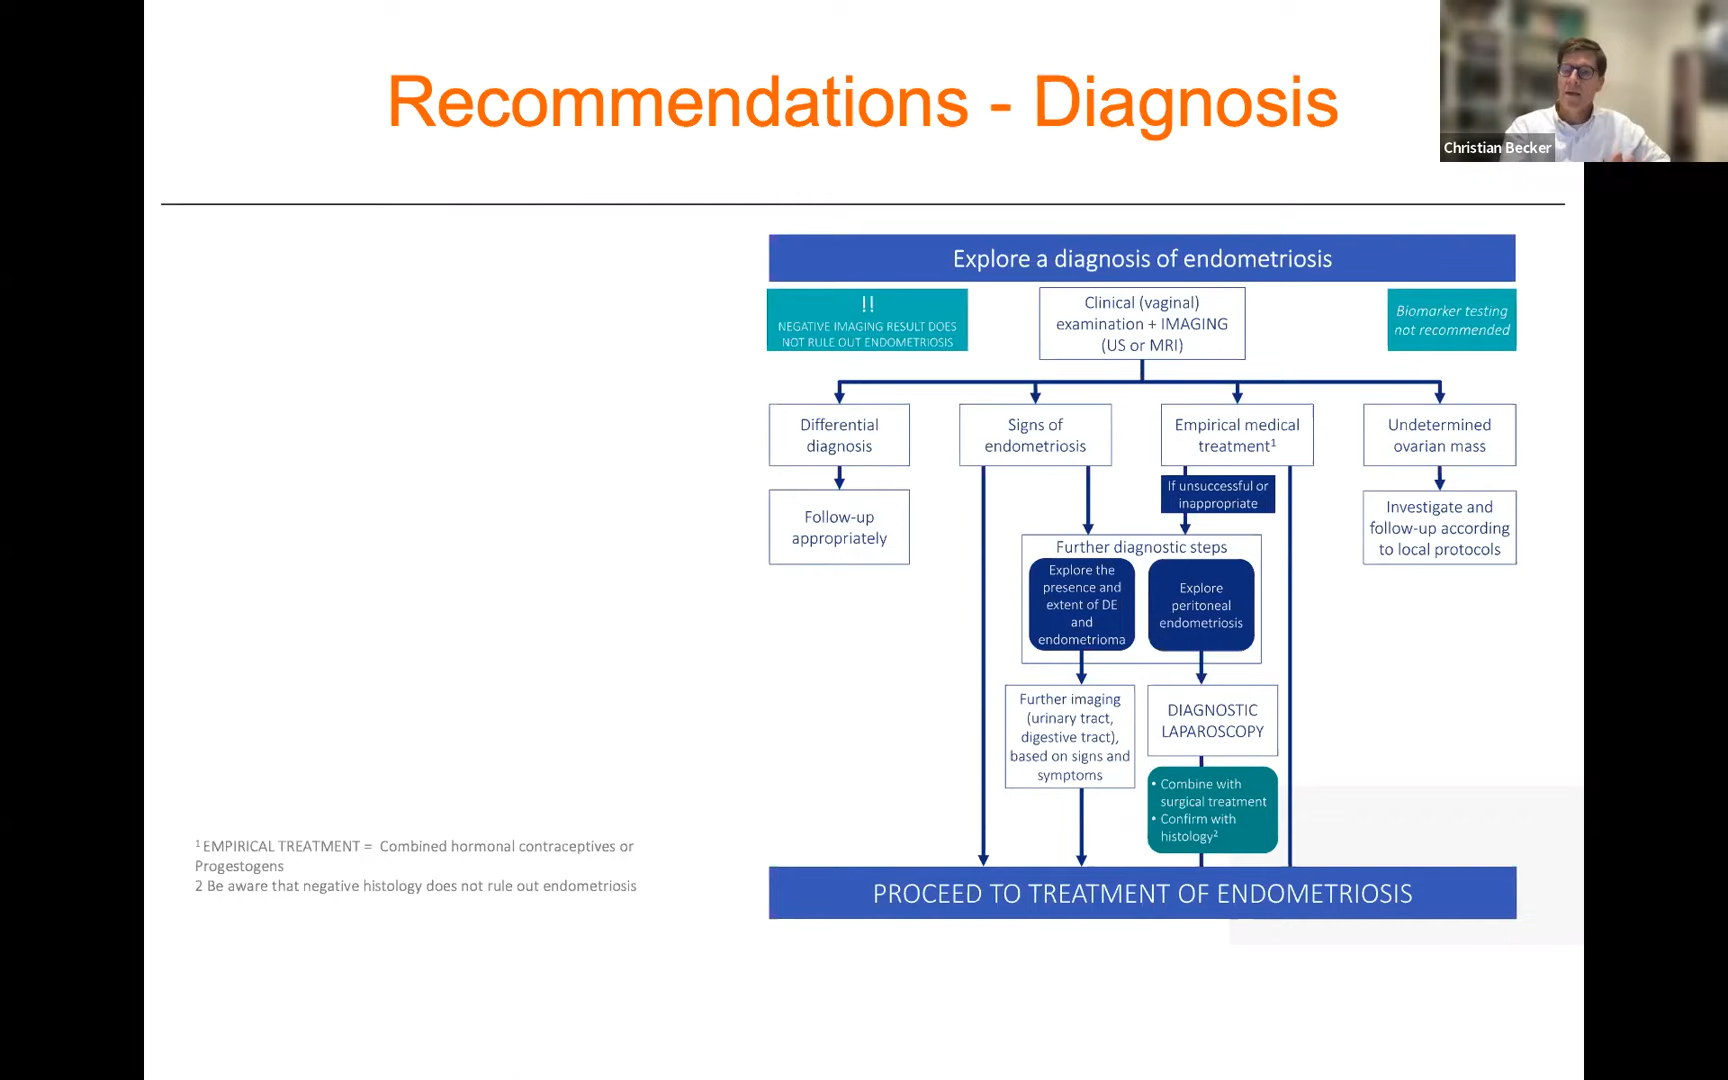 Recommendations - Diagnosis
Christian Becker
Explore a diagnosis of endometriosis
!!
NEGATIVE IMAGING RESULT DOES
NOT RULE OUT ENDOMETRIOSIS
Clinical (vaginal)
examination + IMAGING
(US or MRI)
Biomarker testing
not recommended
Differential
diagnosis
Signs of
endometriosis
Empirical medical
treatment¹
Undetermined
ovarian mass
Follow-up
appropriately
If unsuccessful or
inappropriate
Investigate and
follow-up according
to local protocols
Further diagnostic steps
Explore the
presence and
extent of DE
and
endometrioma
Explore
peritoneal
endometriosis
Further imaging
(urinary tract,
digestive tract),
based on signs and
symptoms
DIAGNOSTIC
LAPAROSCOPY
• Combine with
surgical treatment
• Confirm with
histology²
¹ EMPIRICAL TREATMENT = Combined hormonal contraceptives or
Progestogens
2 Be aware that negative histology does not rule out endometriosis
PROCEED TO TREATMENT OF ENDOMETRIOSIS